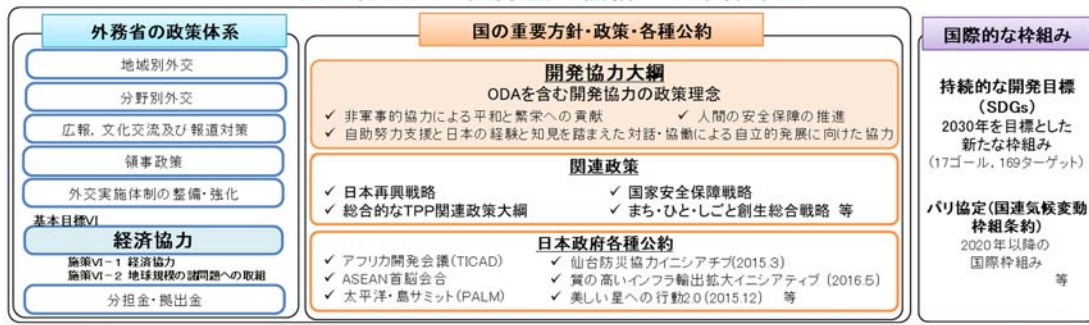 外務省の政策体系
地域別外交
分野別外交
広報，文化交流及び報道対策
領事政策
外交実施体制の整備・強化
基本目標Ⅵ
経済協力
施策Ⅵ-1 経済協力
施策Ⅵ-2 地球規模の諸問題への取組
分担金・拠出金
国の重要方針・政策・各種公約
開発協力大綱
ODAを含む開発協力の政策理念
✓ 非軍事的協力による平和と繁栄への貢献 ✓ 人間の安全保障の推進
✓ 自助努力支援と日本の経験と知見を踏まえた対話・協働による自立的発展に向けた協力
関連政策
✓ 日本再興戦略 ✓ 国家安全保障戦略
✓ 総合的なTPP関連政策大綱 ✓ まち・ひと・しごと創生総合戦略 等
日本政府各種公約
✓ アフリカ開発会議(TICAD) ✓ 仙台防災協力イニシアチブ(2015.3)
✓ ASEAN首脳会合 ✓ 質の高いインフラ輸出拡大イニシアティブ (2016.5)
✓ 太平洋・島サミット(PALM) ✓ 美しい星への行動2.0(2015.12) 等
国際的な枠組み
持続的な開発目標
(SDGs)
2030年を目標とした
新たな枠組み
(17ゴール，169ターゲット)
パリ協定(国連気候変動
枠組条約)
2020年以降の
国際枠組み
等